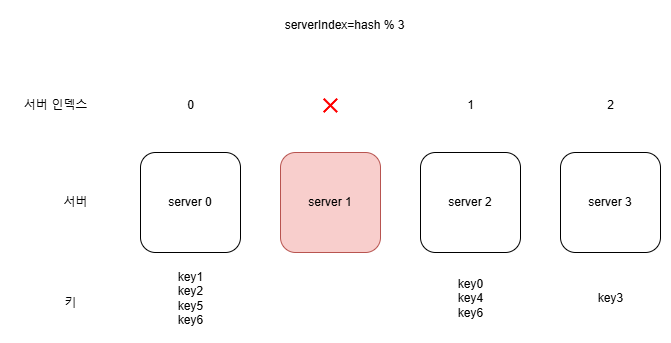 serverIndex=hash % 3
서버 인덱스 0 1 2
서버 server 0 server 1 server 2 server 3
키
key1
key2
key5
key6
key0
key4
key6
key3